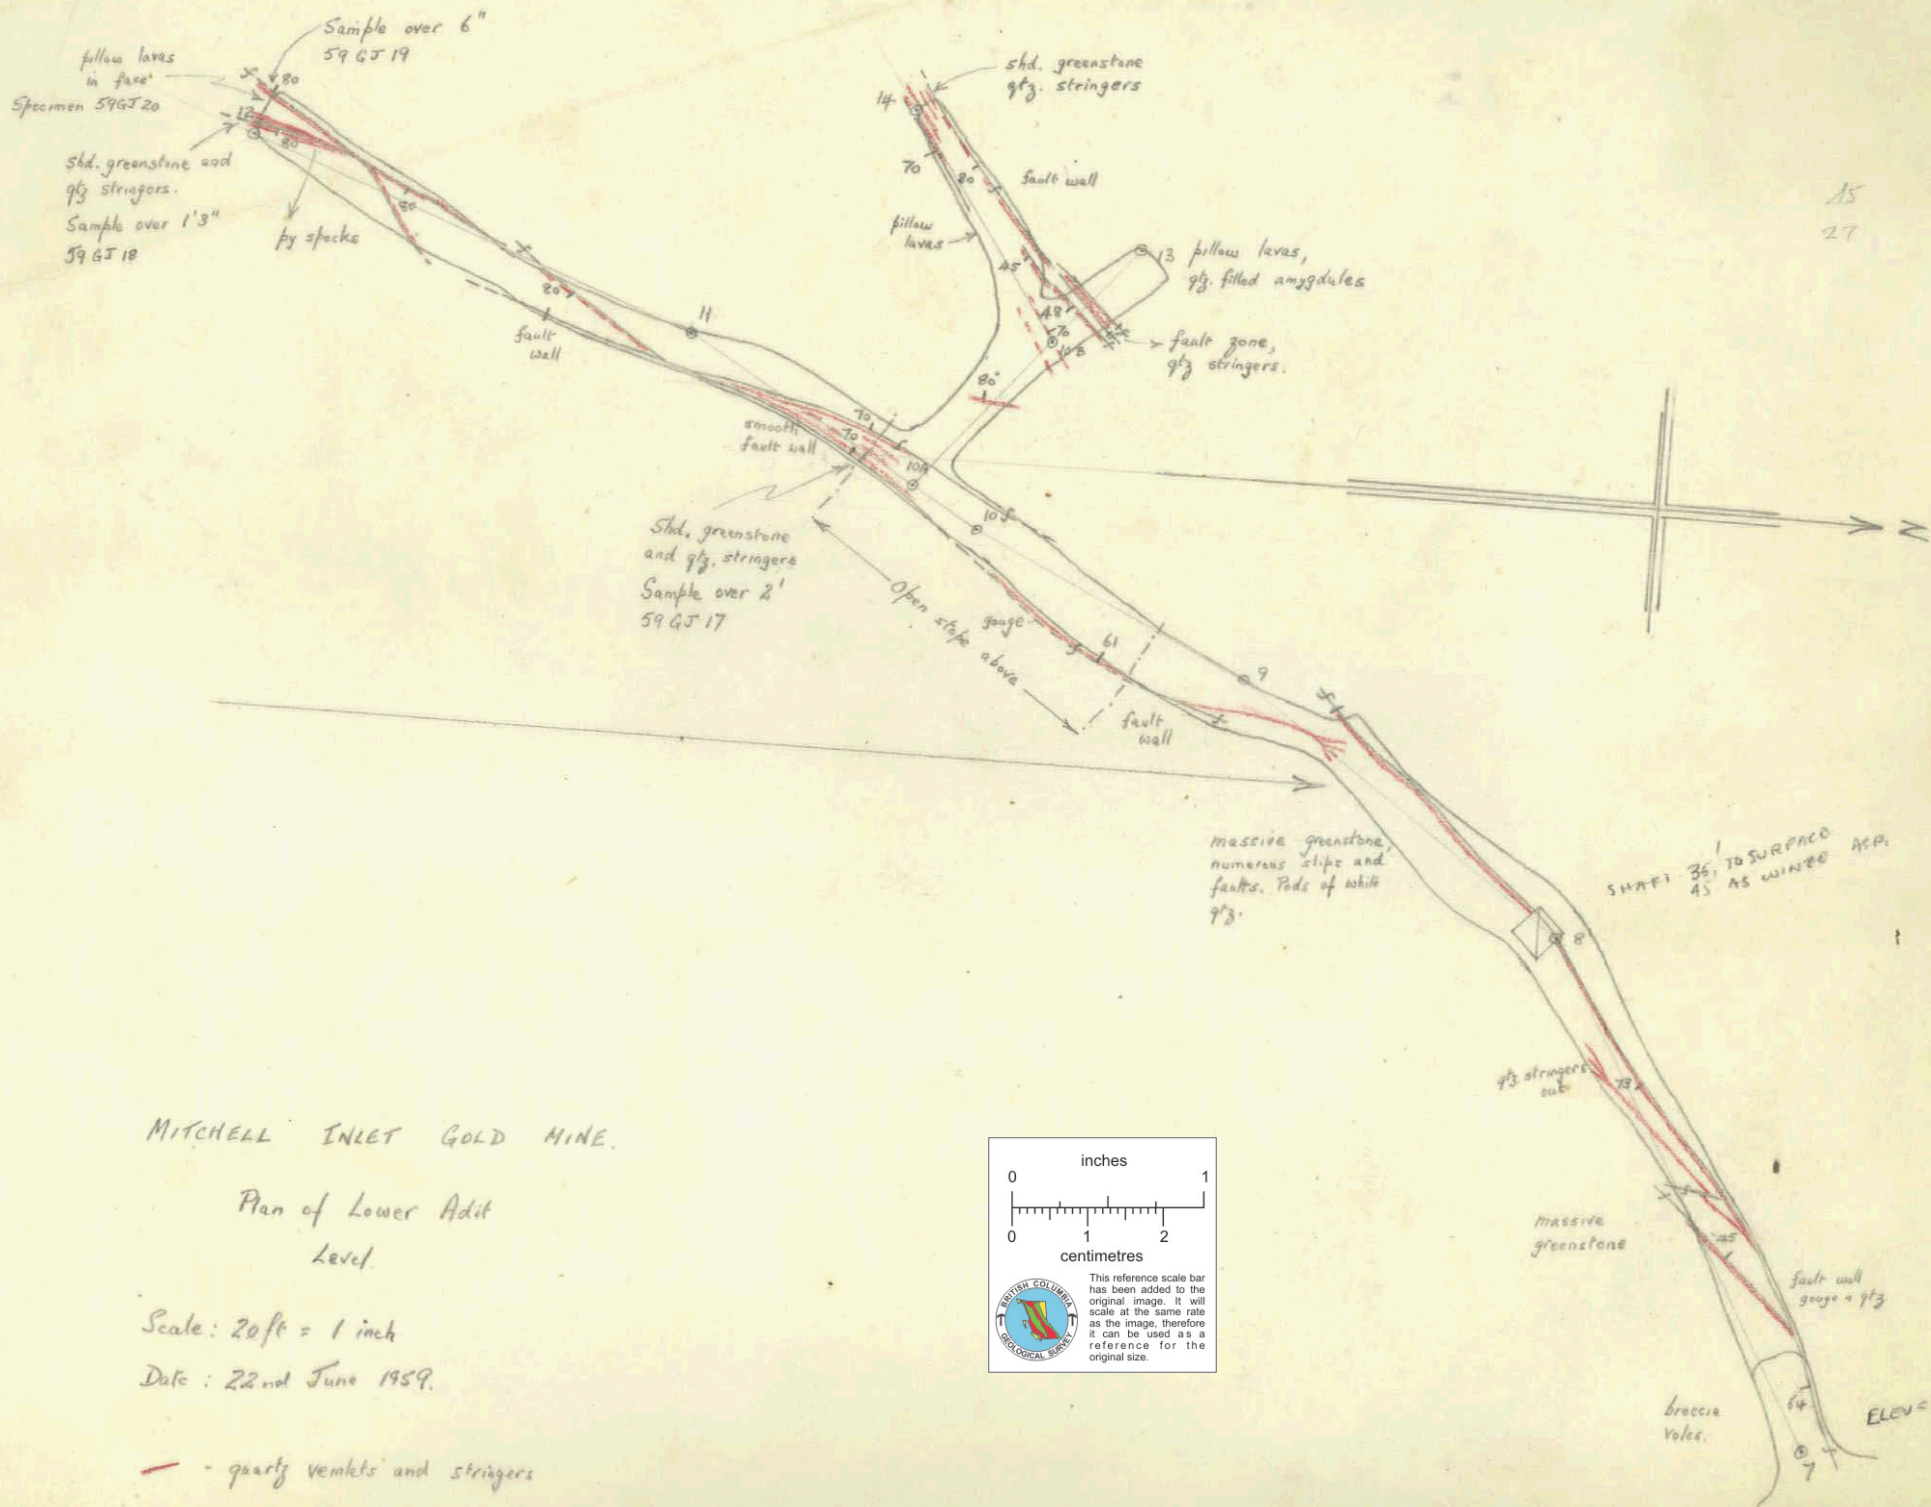 Sample over 6"
59 GJ 19
pillow lavas
in face
Specimen 59GJ 20
80
12
80
Shd. greenstone and
qtz stringers.
Sample over 1'3"
59 GJ 18
py specks
80
80
fault
wall
11
shd. greenstone
qtz. stringers
14
70
80
fault wall
pillow
lavas
45
13
pillow lavas,
qtz. filled amygdules
48
70
10B
fault zone,
qtz stringers.
80
15
27
smooth
fault wall
70
70
10A
10
f
N
Shd. greenstone
and qtz. stringers
Sample over 2'
59 GJ 17
Open stope above
gouge
61
9
fault
wall
massive greenstone,
numerous slips and
faults. Pods of white
qtz.
SHAFT 35' TO SURFACE
45 AS WINZE
8
qtz stringers
out
73
massive
greenstone
45
fault wall
gouge & qtz
breccia
volcs.
64
ELEV =
7
MITCHELL INLET GOLD MINE.
Plan of Lower Adit
Level.
Scale: 20ft = 1 inch
Date: 22nd June 1959.
- quartz veinlets and stringers
inches
0 1
0 1 2
centimetres
BRITISH COLUMBIA
GEOLOGICAL SURVEY
This reference scale bar
has been added to the
original image. It will
scale at the same rate
as the image, therefore
it can be used as a
reference for the
original size.